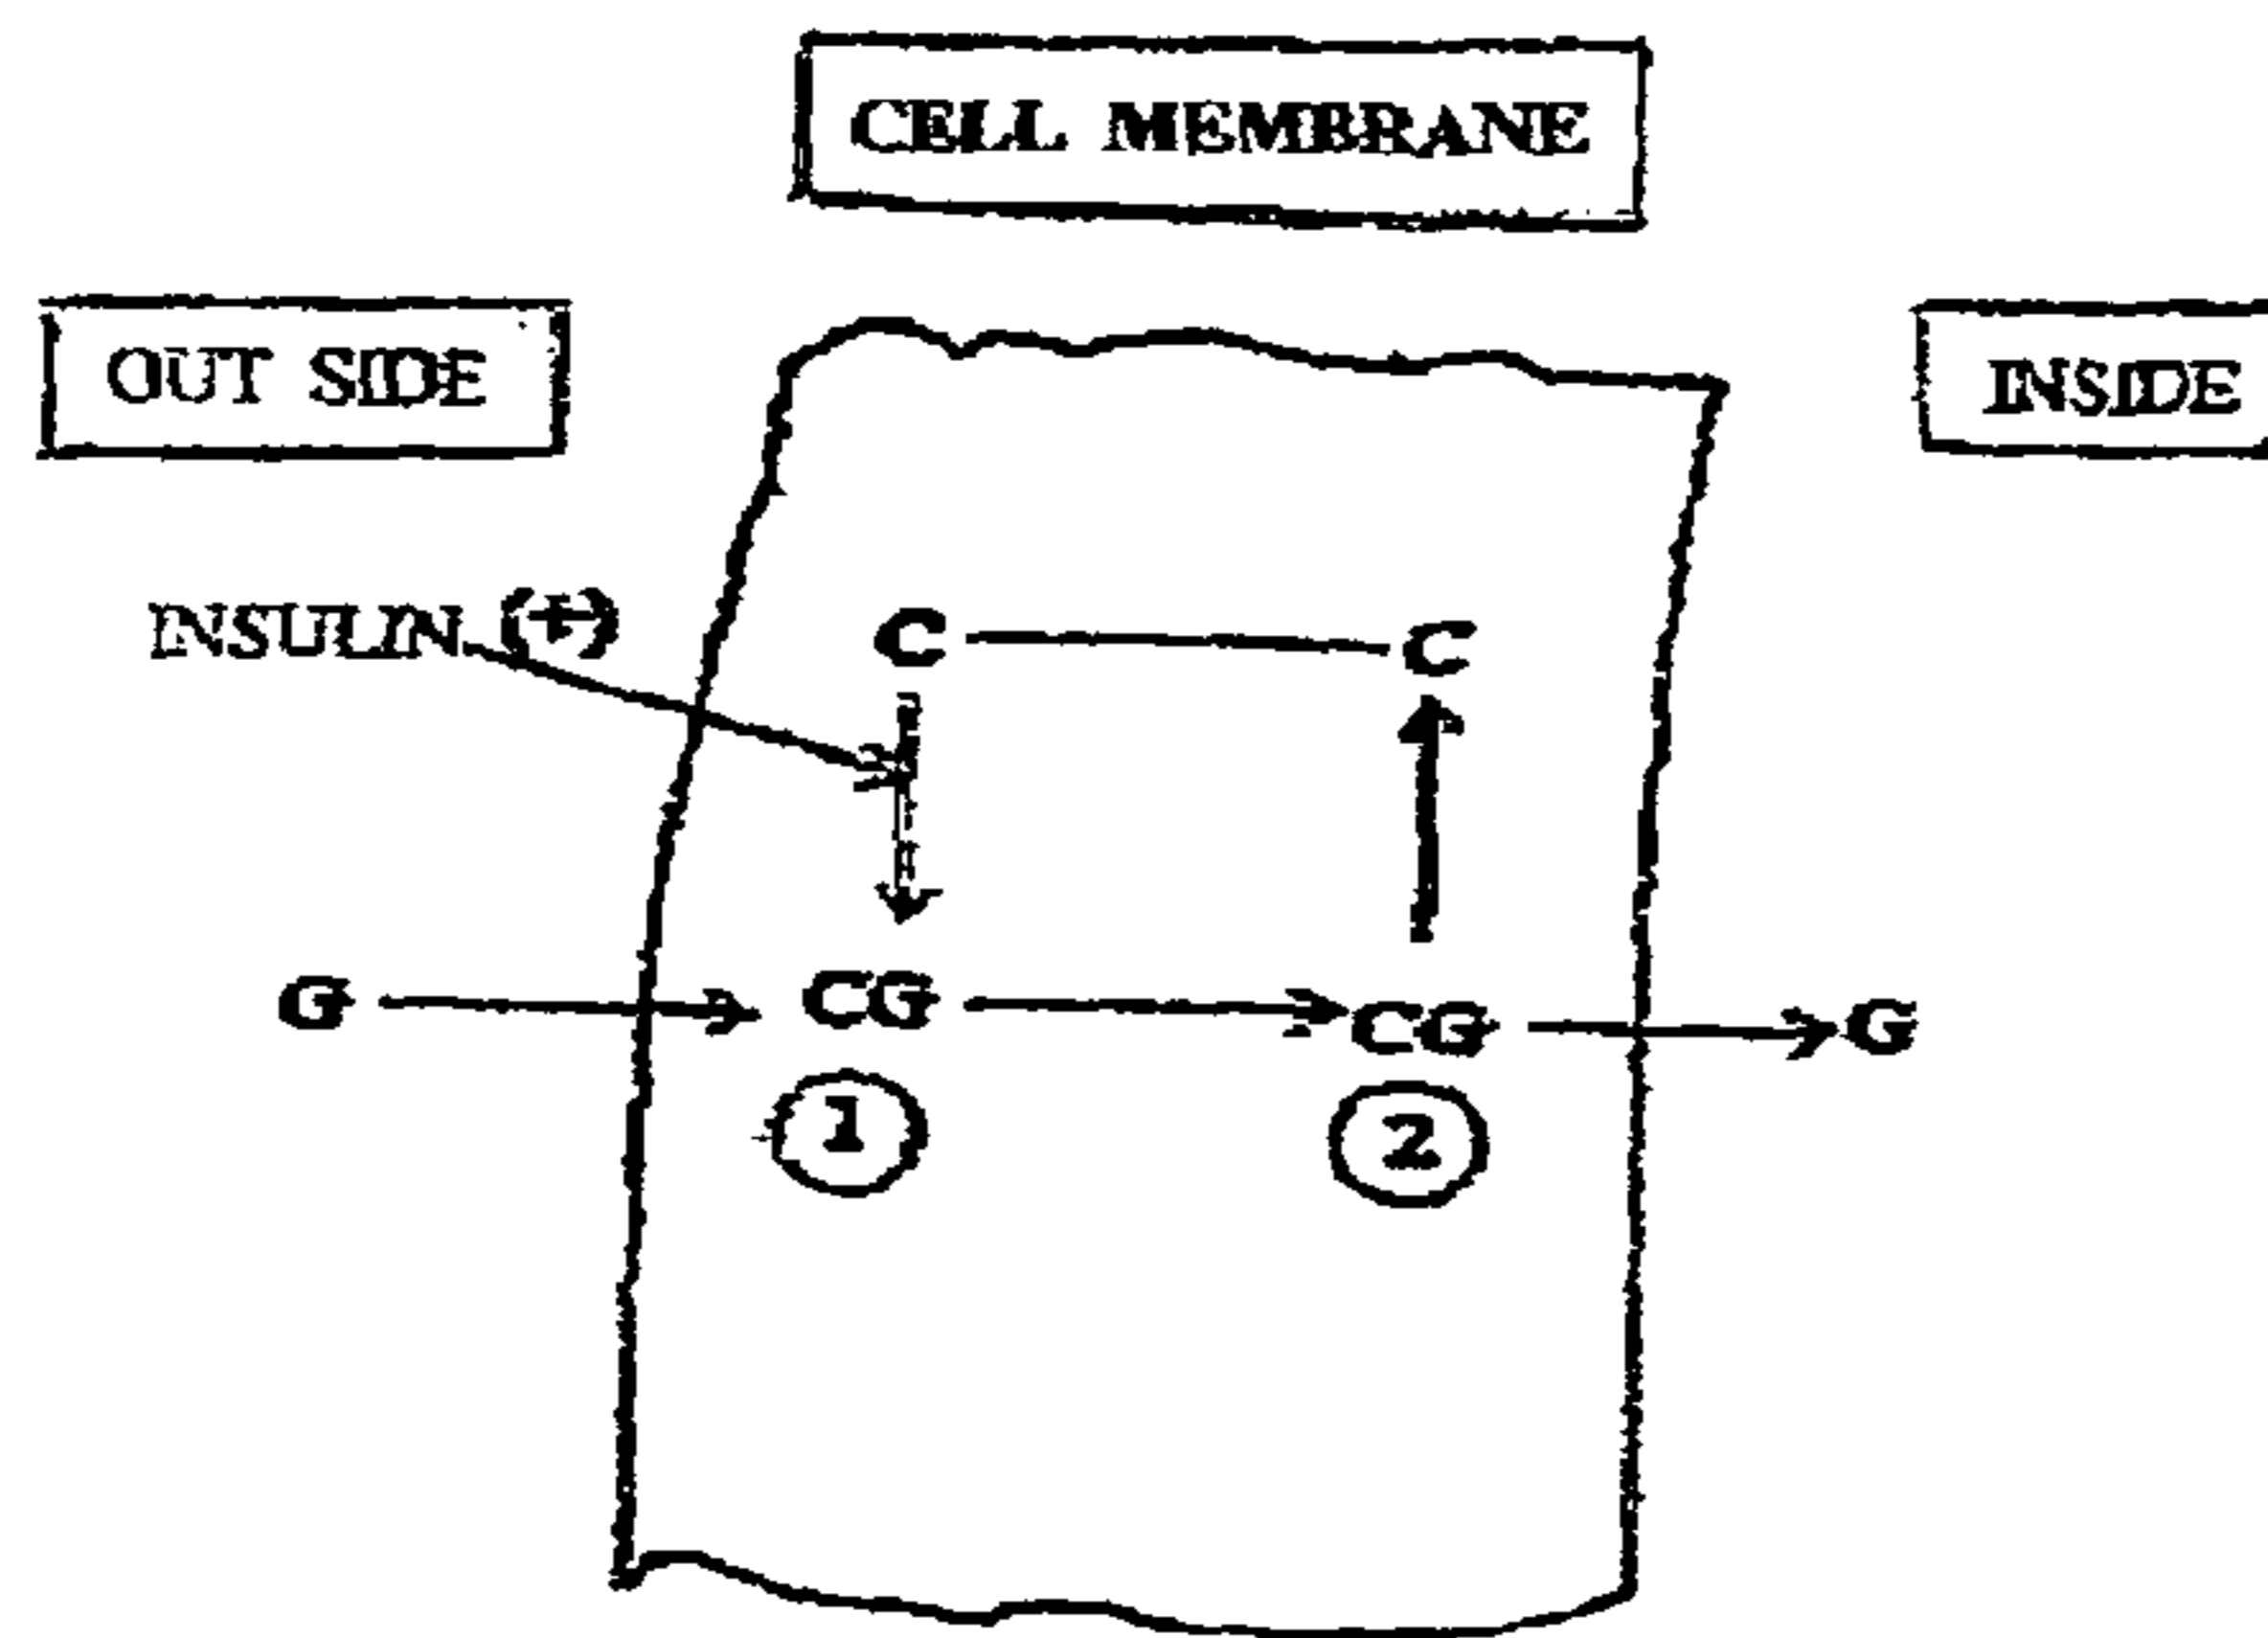 CELL MEMBRANE
OUT SIDE
INSIDE
INSULIN (+)
C C
G CG CG G
1 2